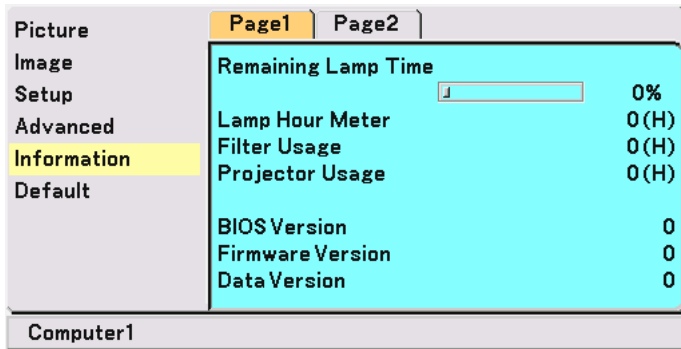 Picture
Image
Setup
Advanced
Information
Default
Page1 Page2
Remaining Lamp Time
0%
Lamp Hour Meter 0(H)
Filter Usage 0(H)
Projector Usage 0(H)
BIOS Version 0
Firmware Version 0
Data Version 0
Computer1